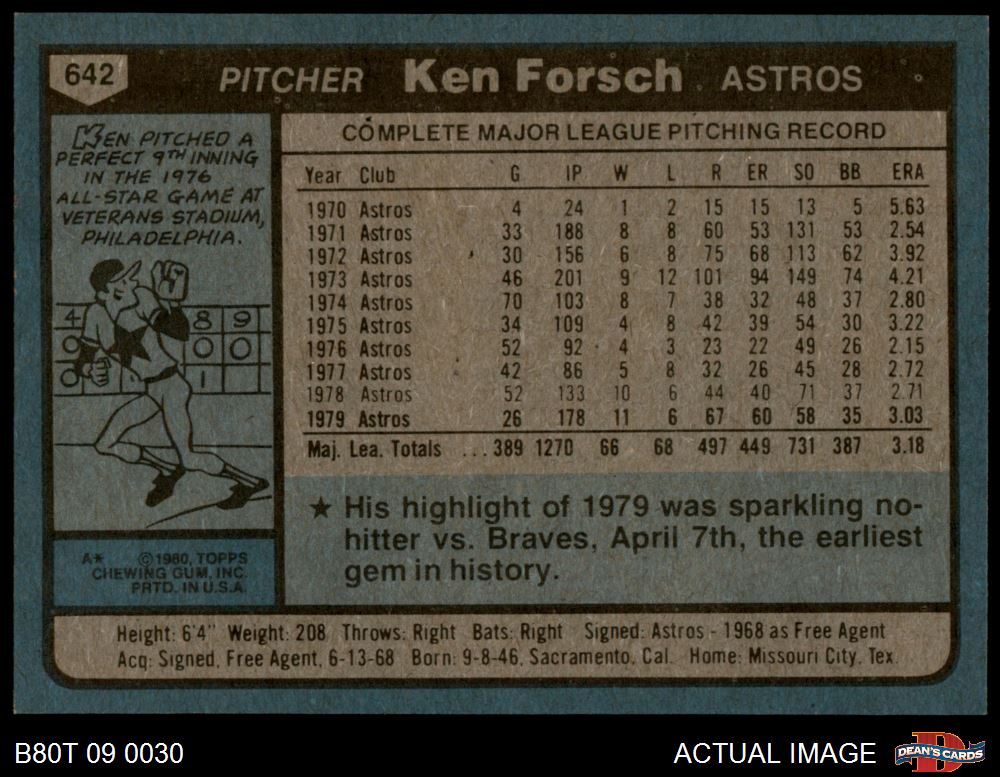 642 PITCHER Ken Forsch ASTROS
KEN PITCHED A
PERFECT 9TH INNING
IN THE 1976
ALL-STAR GAME AT
VETERANS STADIUM,
PHILADELPHIA.
4 8 9
0 0 0
0 1
A* ©1980, TOPPS
CHEWING GUM, INC.
PRTD. IN U.S.A.
COMPLETE MAJOR LEAGUE PITCHING RECORD
Year Club G IP W L R ER SO BB ERA
1970 Astros 4 24 1 2 15 15 13 5 5.63
1971 Astros 33 188 8 8 60 53 131 53 2.54
1972 Astros 30 156 6 8 75 68 113 62 3.92
1973 Astros 46 201 9 12 101 94 149 74 4.21
1974 Astros 70 103 8 7 38 32 48 37 2.80
1975 Astros 34 109 4 8 42 39 54 30 3.22
1976 Astros 52 92 4 3 23 22 49 26 2.15
1977 Astros 42 86 5 8 32 26 45 28 2.72
1978 Astros 52 133 10 6 44 40 71 37 2.71
1979 Astros 26 178 11 6 67 60 58 35 3.03
Maj. Lea. Totals ...389 1270 66 68 497 449 731 387 3.18
★ His highlight of 1979 was sparkling no-
hitter vs. Braves, April 7th, the earliest
gem in history.
Height: 6'4" Weight: 208 Throws: Right Bats: Right Signed: Astros - 1968 as Free Agent
Acq: Signed, Free Agent, 6-13-68 Born: 9-8-46, Sacramento, Cal. Home: Missouri City, Tex.
B80T 09 0030 ACTUAL IMAGE D DEAN'S CARDS